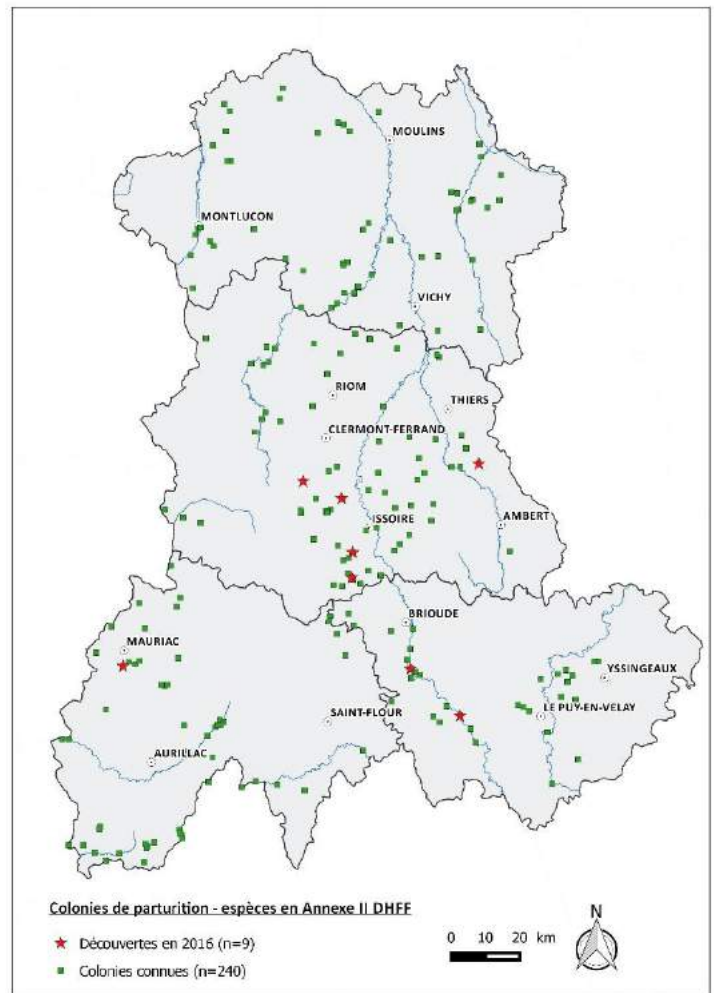 MOULINS
MONTLUCON
VICHY
RIOM
THIERS
CLERMONT-FERRAND
ISSOIRE
AMBERT
BRIOUDE
MAURIAC
YSSINGEAUX
SAINT-FLOUR
LE PUY-EN-VELAY
AURILLAC
Colonies de parturition - espèces en Annexe II DHFF
Découvertes en 2016 (n=9)
Colonies connues (n=240)
0 10 20 km
N